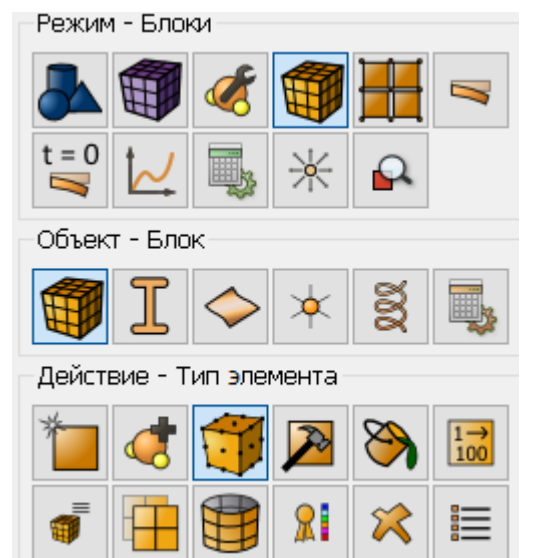 Режим - Блоки
t = 0
Объект - Блок
Действие - Тип элемента
1→
100